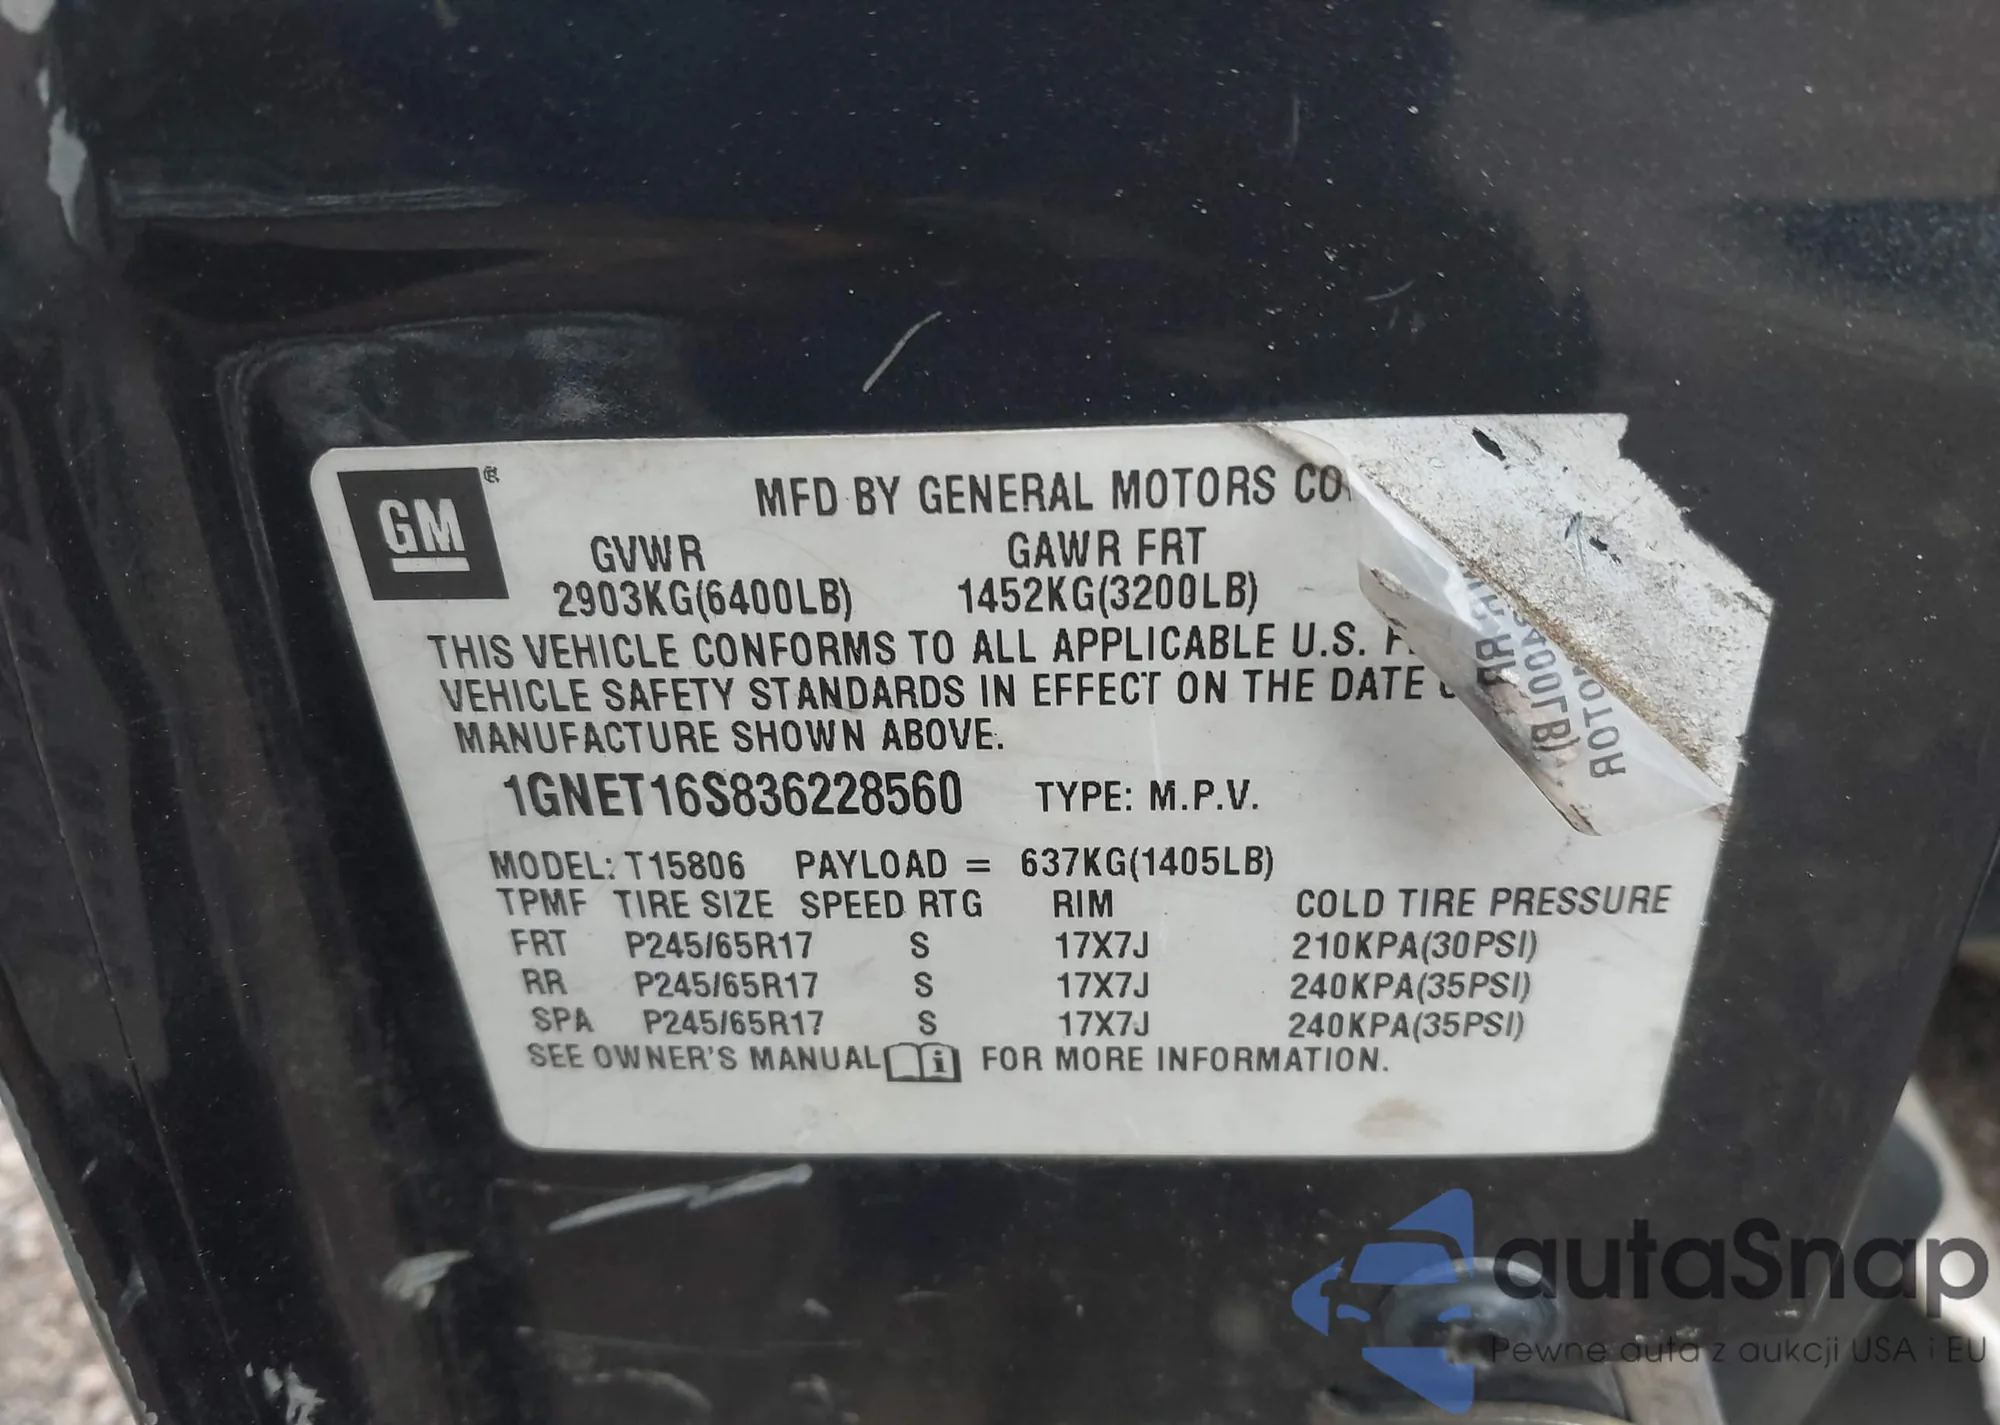 GM
MFD BY GENERAL MOTORS CO
GVWR GAWR FRT
2903KG(6400LB) 1452KG(3200LB)
THIS VEHICLE CONFORMS TO ALL APPLICABLE U.S.
VEHICLE SAFETY STANDARDS IN EFFECT ON THE DATE
MANUFACTURE SHOWN ABOVE.
1GNET16S836228560 TYPE: M.P.V.
MODEL: T15806 PAYLOAD = 637KG(1405LB)
TPMF TIRE SIZE SPEED RTG RIM COLD TIRE PRESSURE
FRT P245/65R17 S 17X7J 210KPA(30PSI)
RR P245/65R17 S 17X7J 240KPA(35PSI)
SPA P245/65R17 S 17X7J 240KPA(35PSI)
SEE OWNER'S MANUAL i FOR MORE INFORMATION.
autaSnap
Pewne auta z aukcji USA i EU